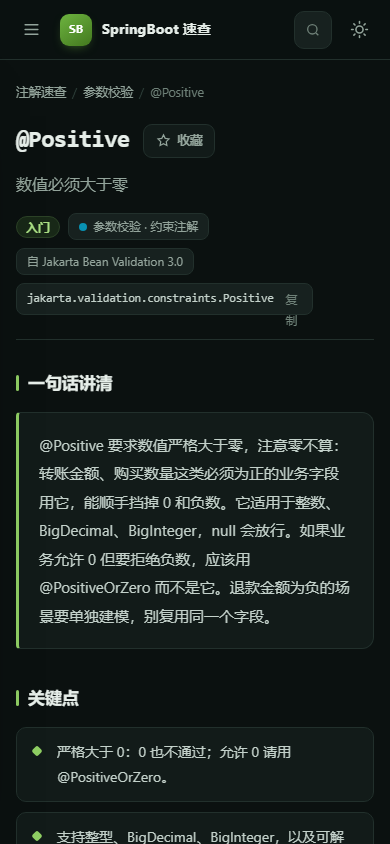 SB SpringBoot 速查
注解速查 / 参数校验 / @Positive
@Positive 收藏
数值必须大于零
入门 参数校验 · 约束注解
自 Jakarta Bean Validation 3.0
jakarta.validation.constraints.Positive 复
制
一句话讲清
@Positive 要求数值严格大于零，注意零不算：
转账金额、购买数量这类必须为正的业务字段
用它，能顺手挡掉 0 和负数。它适用于整数、
BigDecimal、BigInteger，null 会放行。如果业
务允许 0 但要拒绝负数，应该用
@PositiveOrZero 而不是它。退款金额为负的场
景要单独建模，别复用同一个字段。
关键点
严格大于 0：0 也不通过；允许 0 请用
@PositiveOrZero。
支持整型、BigDecimal、BigInteger，以及可解